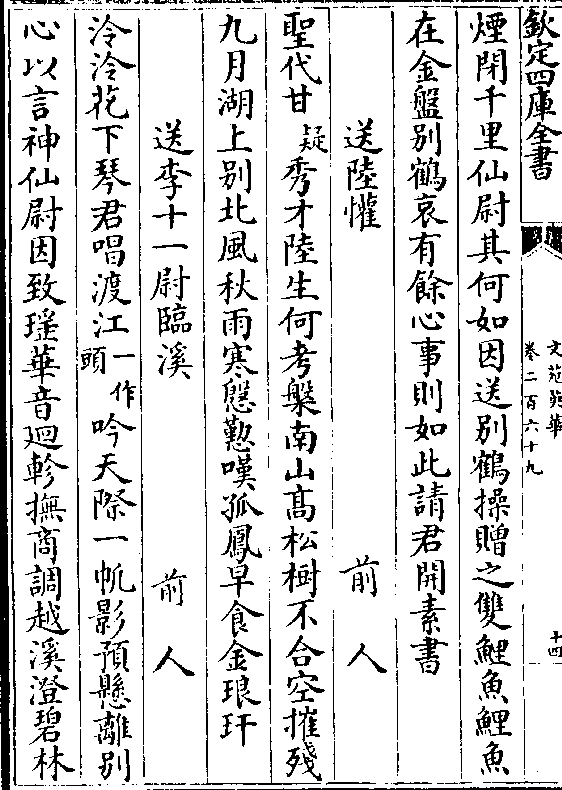 欽定四庫全書
文苑英華
卷二百六十九
十四
煙閉千里仙尉其何如因送別鶴操贈之雙鯉魚鯉魚
在金盤別鶴哀有餘心事則如此請君開素書
送陸㩲 前人
聖代甘疑秀才陸生何考槃南山髙松樹不合空摧殘
九月湖上别北風秋雨寒慇懃嘆孤鳳早食金琅玕
送李十一尉臨溪 前人
泠泠花下琴君唱渡江一作頭吟天際一帆影預懸離别
心以言神仙尉因致瑤華音廻軫撫商調越溪澄碧林